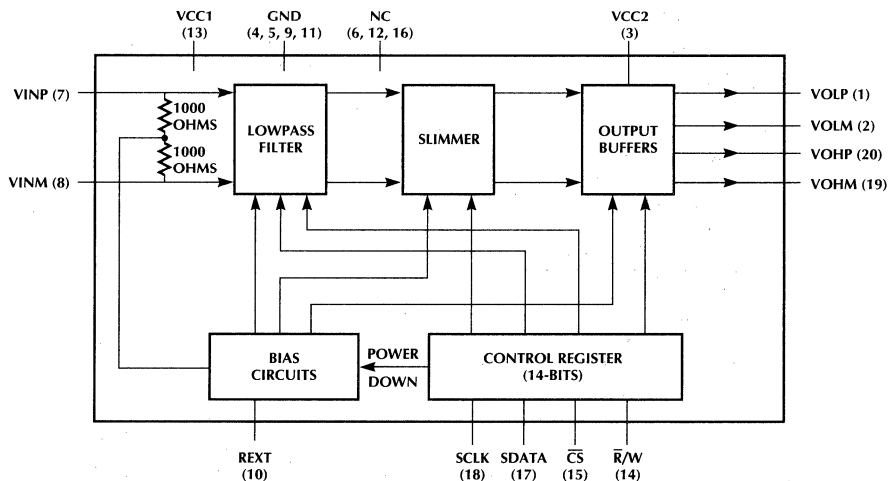 VCC1
(13)
GND
(4, 5, 9, 11)
NC
(6, 12, 16)
VCC2
(3)
VINP (7)
1000
OHMS
1000
OHMS
VINM (8)
LOWPASS
FILTER
SLIMMER
OUTPUT
BUFFERS
VOLP (1)
VOLM (2)
VOHP (20)
VOHM (19)
BIAS
CIRCUITS
POWER
DOWN
CONTROL REGISTER
(14-BITS)
REXT
(10)
SCLK
(18)
SDATA
(17)
C̅S̅
(15)
R̅/W
(14)